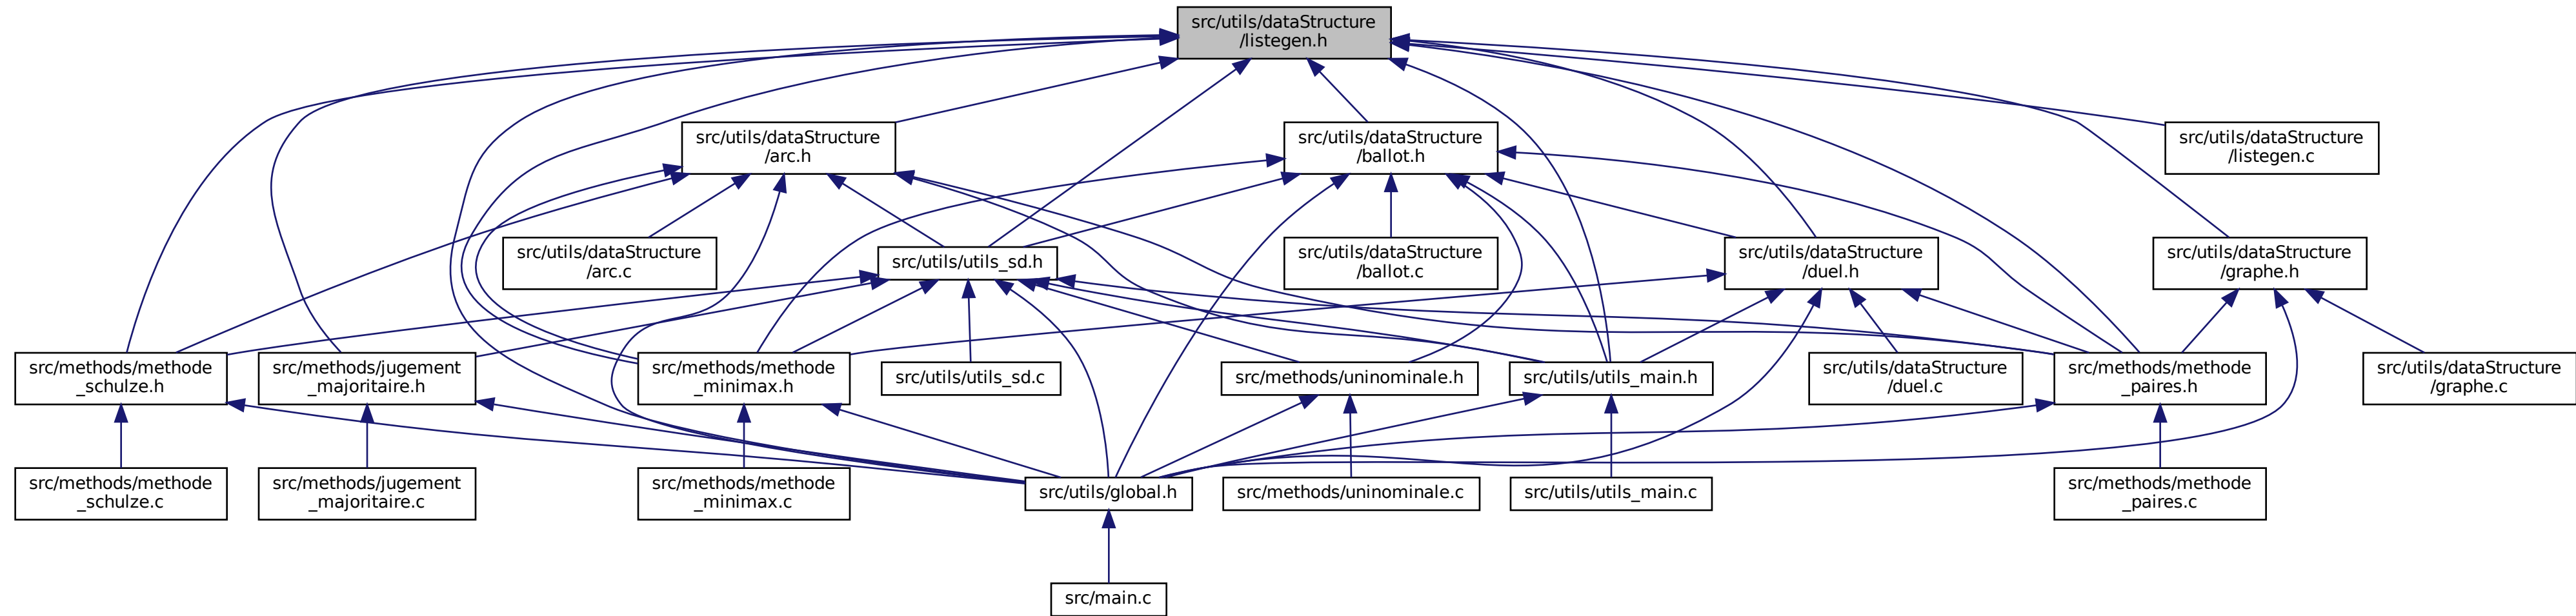 src/utils/dataStructure
/listegen.h
src/utils/dataStructure
/arc.h
src/utils/dataStructure
/ballot.h
src/utils/dataStructure
/listegen.c
src/utils/dataStructure
/arc.c
src/utils/utils_sd.h
src/utils/dataStructure
/ballot.c
src/utils/dataStructure
/duel.h
src/utils/dataStructure
/graphe.h
src/methods/methode
_schulze.h
src/methods/jugement
_majoritaire.h
src/methods/methode
_minimax.h
src/utils/utils_sd.c
src/methods/uninominale.h
src/utils/utils_main.h
src/utils/dataStructure
/duel.c
src/methods/methode
_paires.h
src/utils/dataStructure
/graphe.c
src/methods/methode
_schulze.c
src/methods/jugement
_majoritaire.c
src/methods/methode
_minimax.c
src/utils/global.h
src/methods/uninominale.c
src/utils/utils_main.c
src/methods/methode
_paires.c
src/main.c